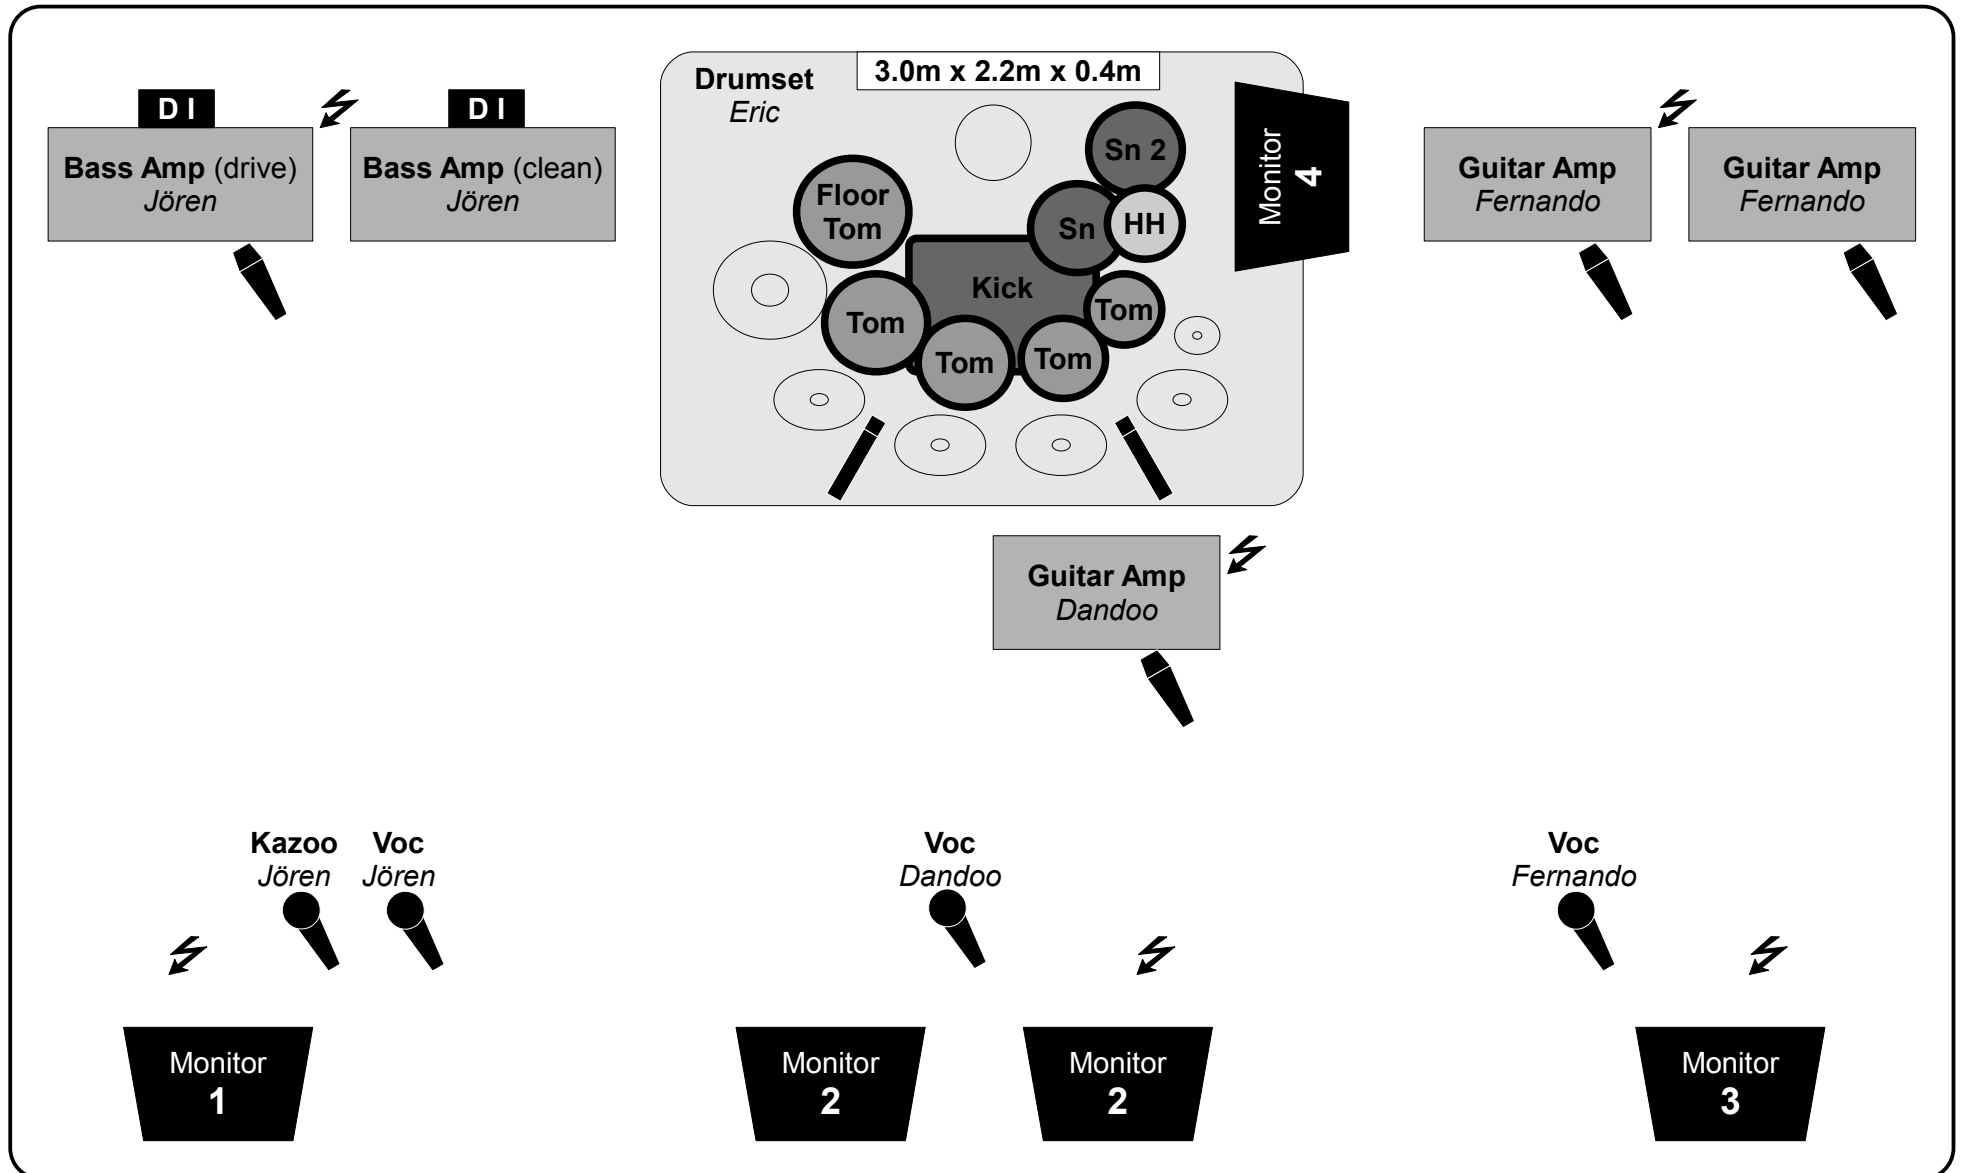 3.0m x 2.2m x 0.4m
Drumset
Eric
D I
D I
Bass Amp (drive)
Jören
Bass Amp (clean)
Jören
Sn 2
Floor
Tom
Sn
HH
Kick
Tom
Tom
Tom
Tom
Monitor
4
Guitar Amp
Fernando
Guitar Amp
Fernando
Guitar Amp
Dandoo
Kazoo
Jören
Voc
Jören
Voc
Dandoo
Voc
Fernando
Monitor
1
Monitor
2
Monitor
2
Monitor
3